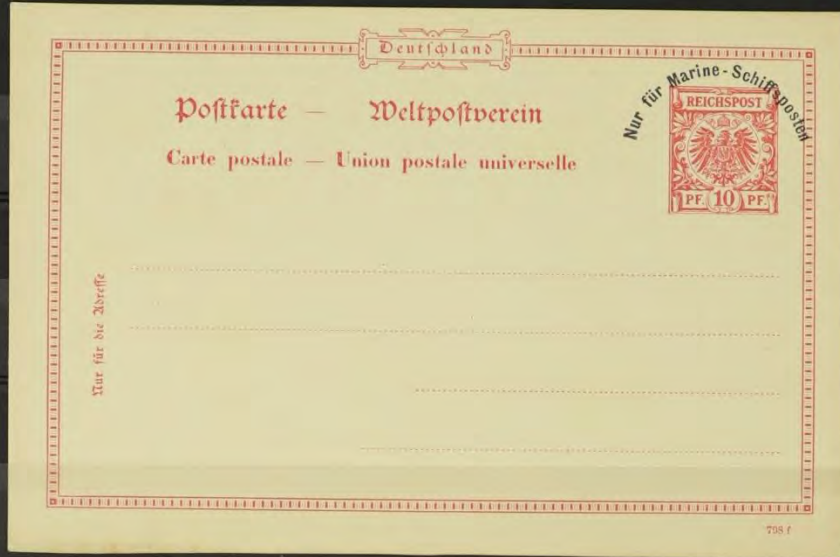 Deutschland
Nur für Marine-Schiffsposten
Postkarte — Weltpostverein
REICHSPOST
Carte postale — Union postale universelle
PF. 10 PF.
Nur für die Adresse
798 f